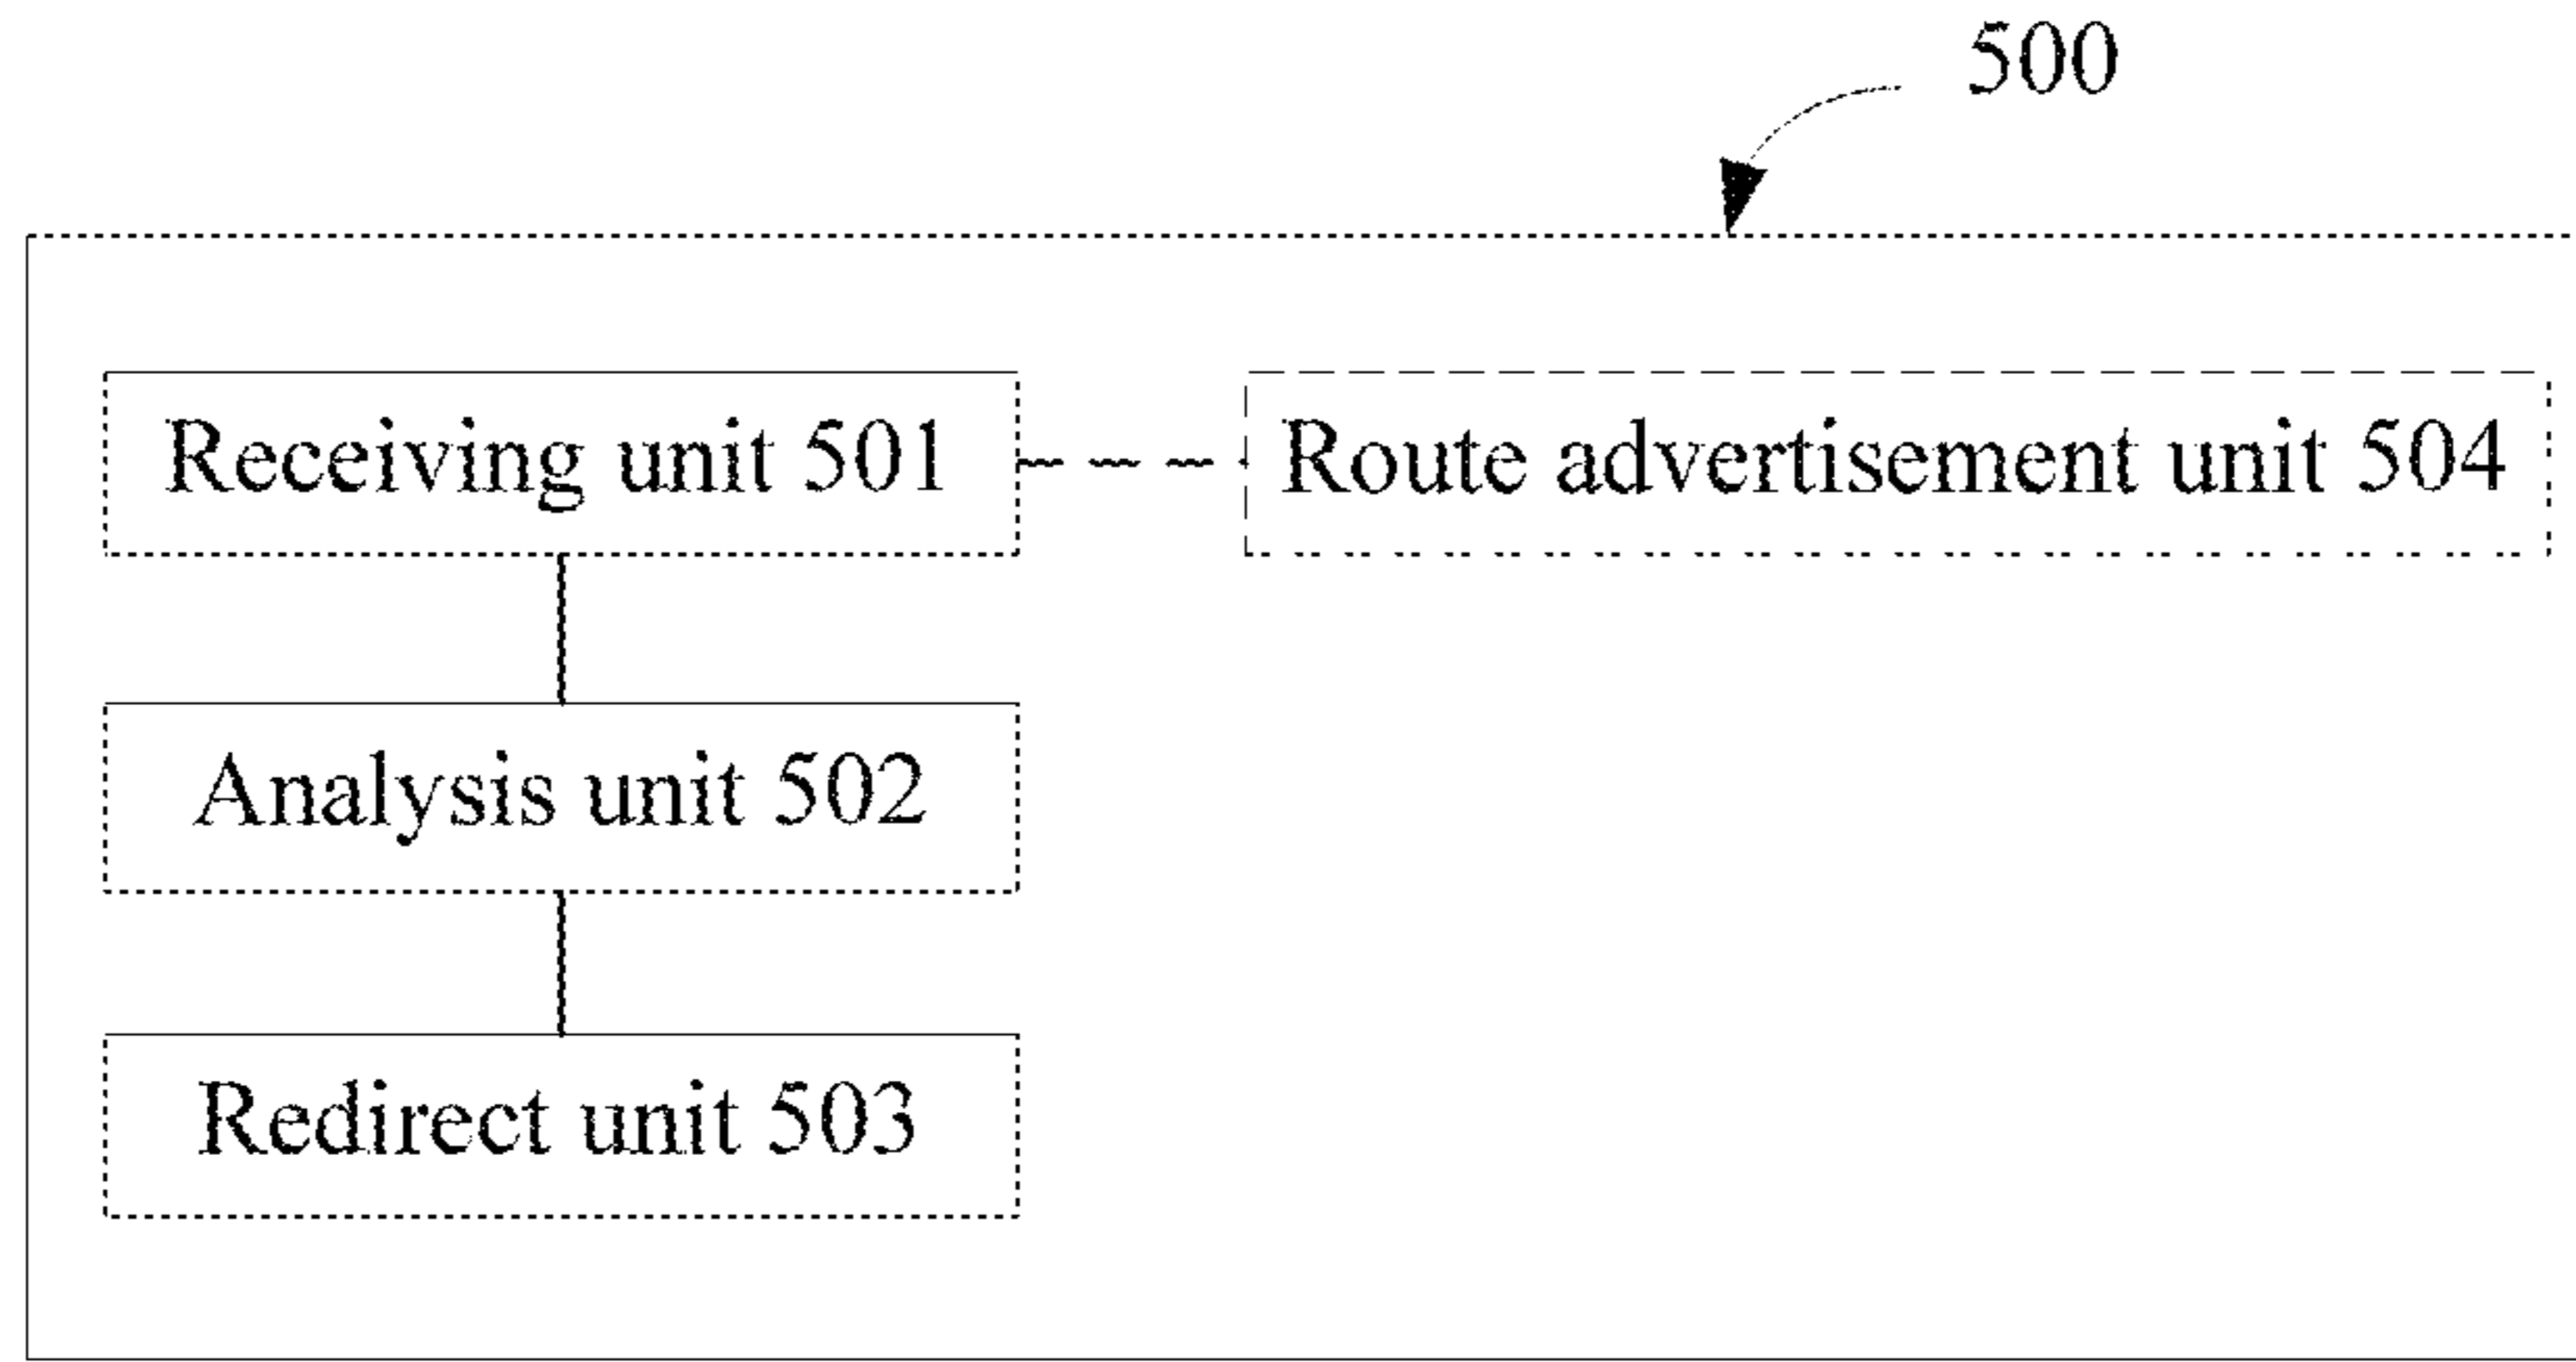 500
Receiving unit 501
Route advertisement unit 504
Analysis unit 502
Redirect unit 503